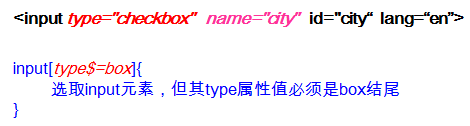 <input type="checkbox" name="city" id="city“ lang=“en”>
input[type$=box]{
选取input元素，但其type属性值必须是box结尾
}